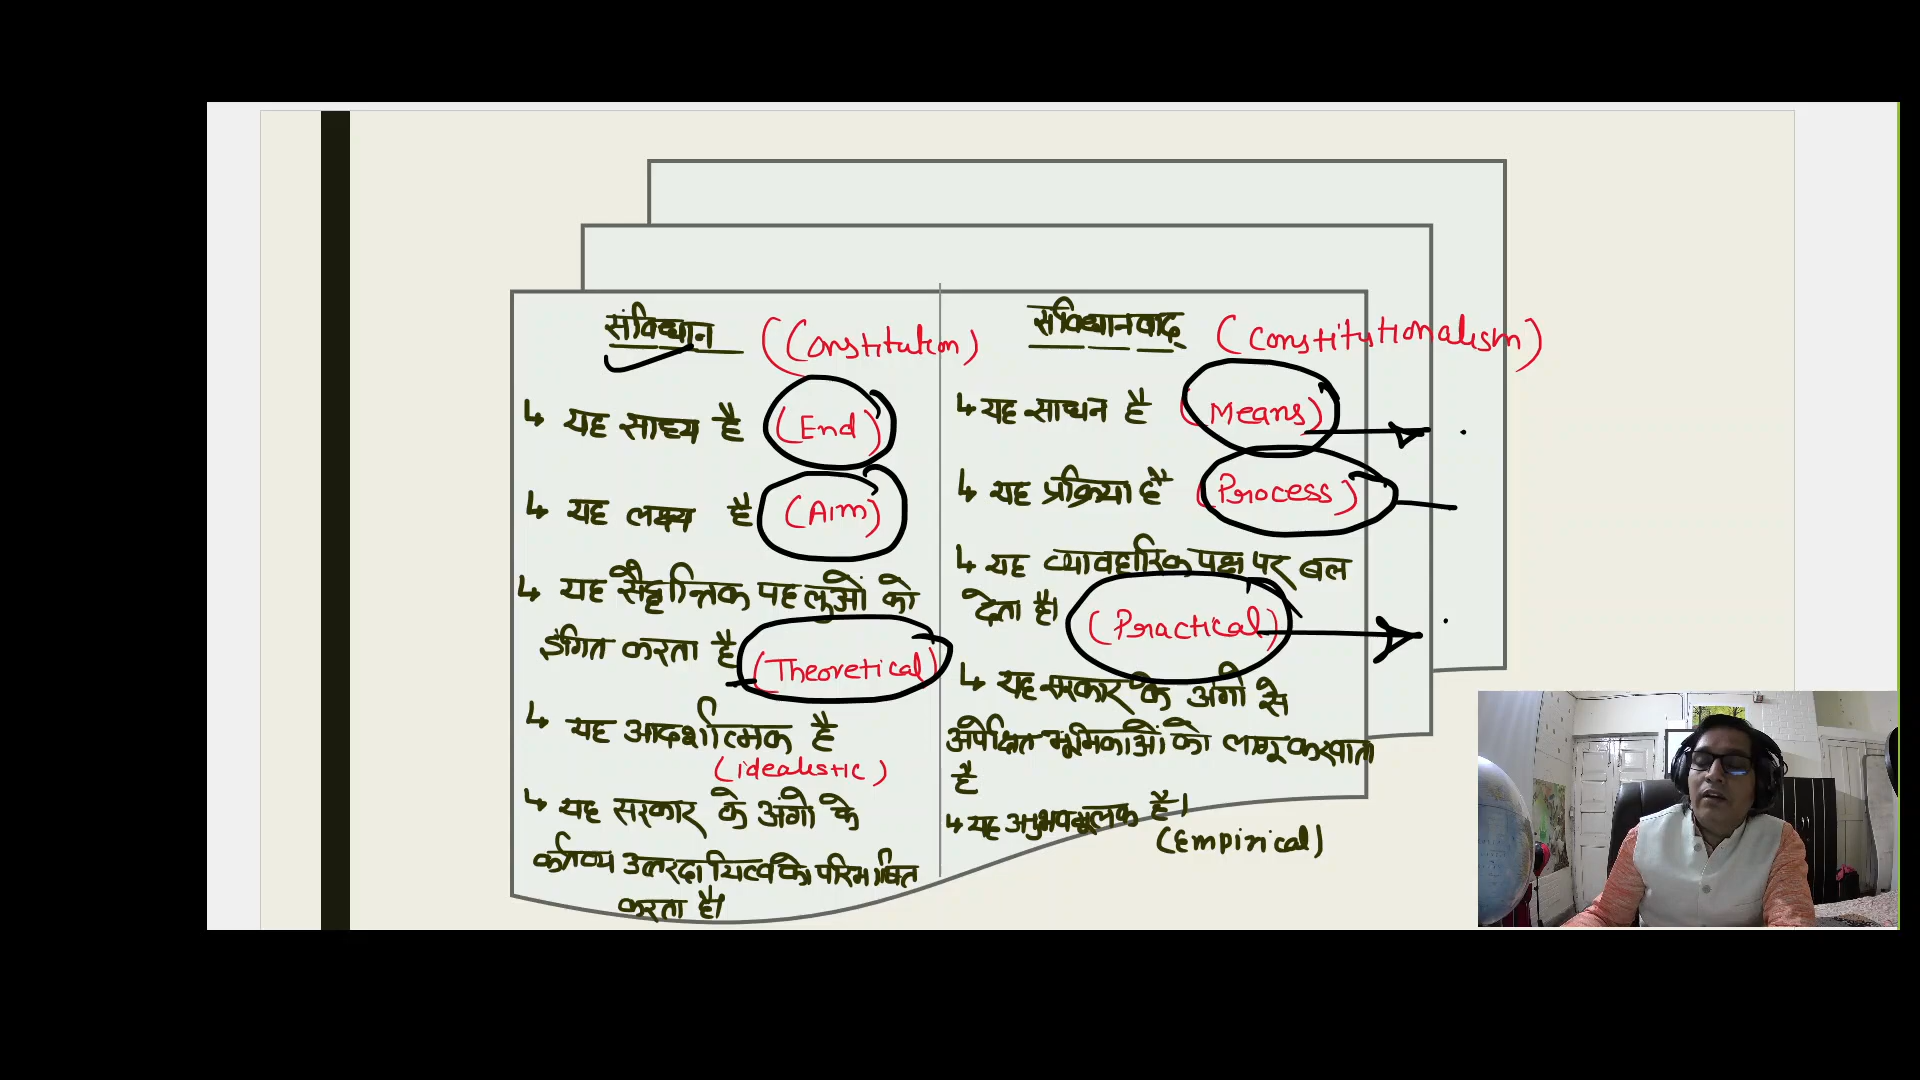 संविधान (Constitution)
↳ यह साध्य है (End)
↳ यह लक्ष्य है (Aim)
↳ यह सैद्धान्तिक पहलुओं को
इंगित करता है (Theoretical)
↳ यह आदर्शात्मक है
(idealistic)
↳ यह सरकार के अंगो के
कर्तव्य उत्तरदायित्व को परिभाषित
करता है।
संविधानवाद (Constitutionalism)
↳ यह साधन है (Means)
↳ यह प्रक्रिया है (Process)
↳ यह व्यावहारिक पक्ष पर बल
देता है। (Practical)
↳ यह सरकार के अंगो से
अपेक्षित भूमिकाओं को लागू करवाता
है
↳ यह अनुभवमूलक है।
(Empirical)